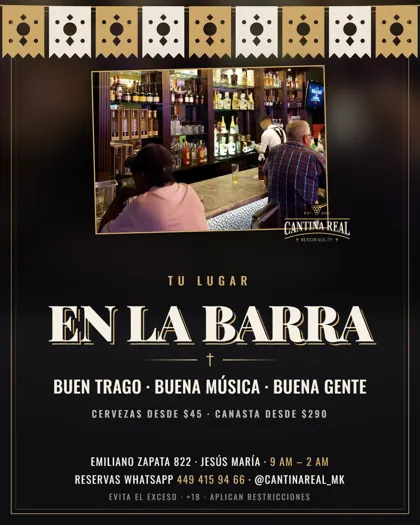 CANTINA REAL
MEXICAN QUALITY
TU LUGAR
EN LA BARRA
BUEN TRAGO · BUENA MÚSICA · BUENA GENTE
CERVEZAS DESDE $45 · CANASTA DESDE $290
EMILIANO ZAPATA 822 · JESÚS MARÍA · 9 AM – 2 AM
RESERVAS WHATSAPP 449 415 94 66 · @CANTINAREAL_MK
EVITA EL EXCESO · +18 · APLICAN RESTRICCIONES